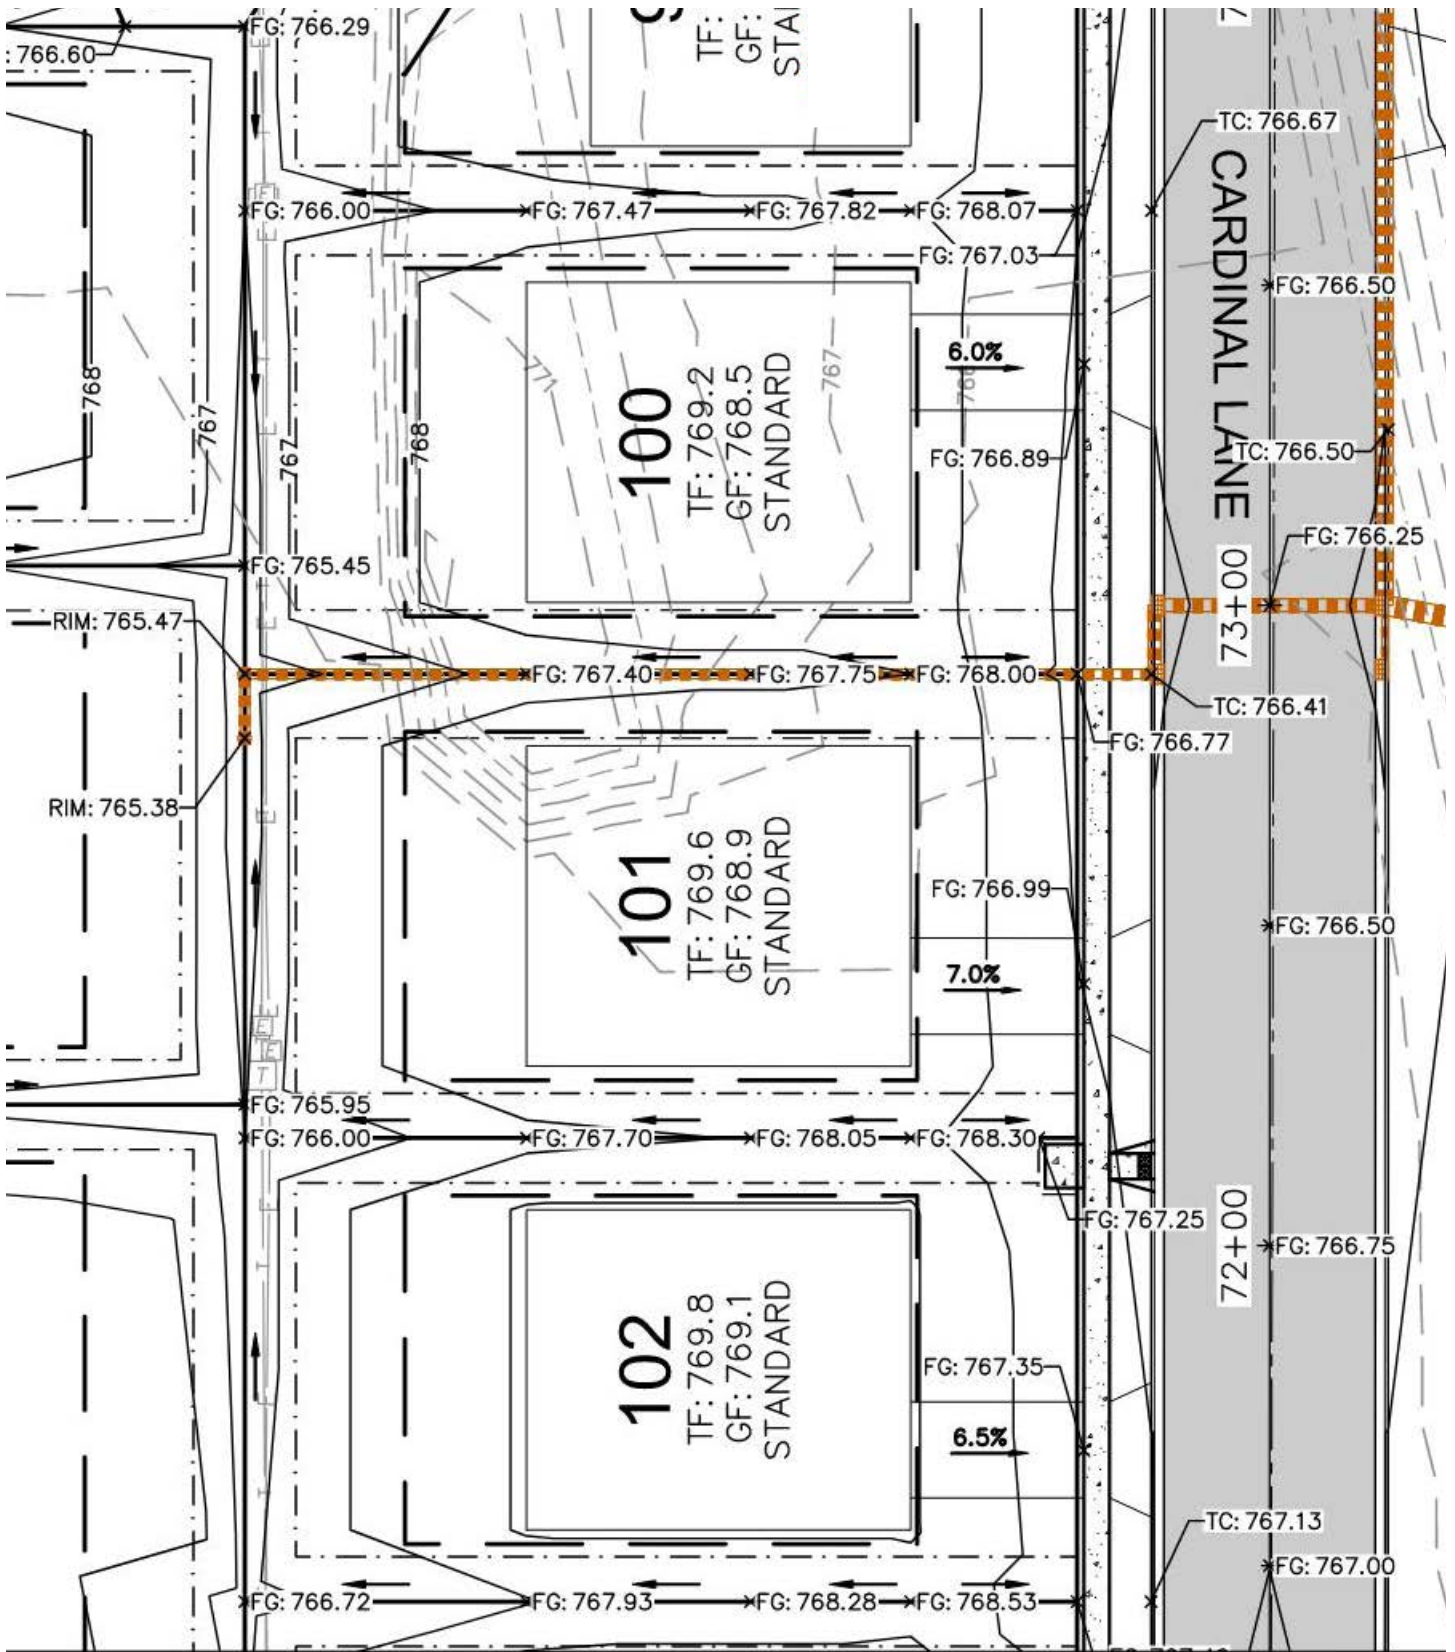 FG: 766.29
: 766.60
TF:
GF:
TC: 766.67
CARDINAL LANE
FG: 766.00
FG: 767.47
FG: 767.82
FG: 768.07
FG: 767.03
FG: 766.50
6.0%
100
TF: 769.2
GF: 768.5
STANDARD
771
767
766
768
767
767
768
FG: 766.89
TC: 766.50
FG: 766.25
FG: 765.45
73+00
RIM: 765.47
FG: 767.40
FG: 767.75
FG: 768.00
TC: 766.41
FG: 766.77
RIM: 765.38
101
TF: 769.6
GF: 768.9
STANDARD
FG: 766.99
FG: 766.50
7.0%
E
E
T
FG: 765.95
FG: 766.00
FG: 767.70
FG: 768.05
FG: 768.30
FG: 767.25
72+00
FG: 766.75
102
TF: 769.8
GF: 769.1
STANDARD
FG: 767.35
6.5%
TC: 767.13
FG: 767.00
FG: 766.72
FG: 767.93
FG: 768.28
FG: 768.53